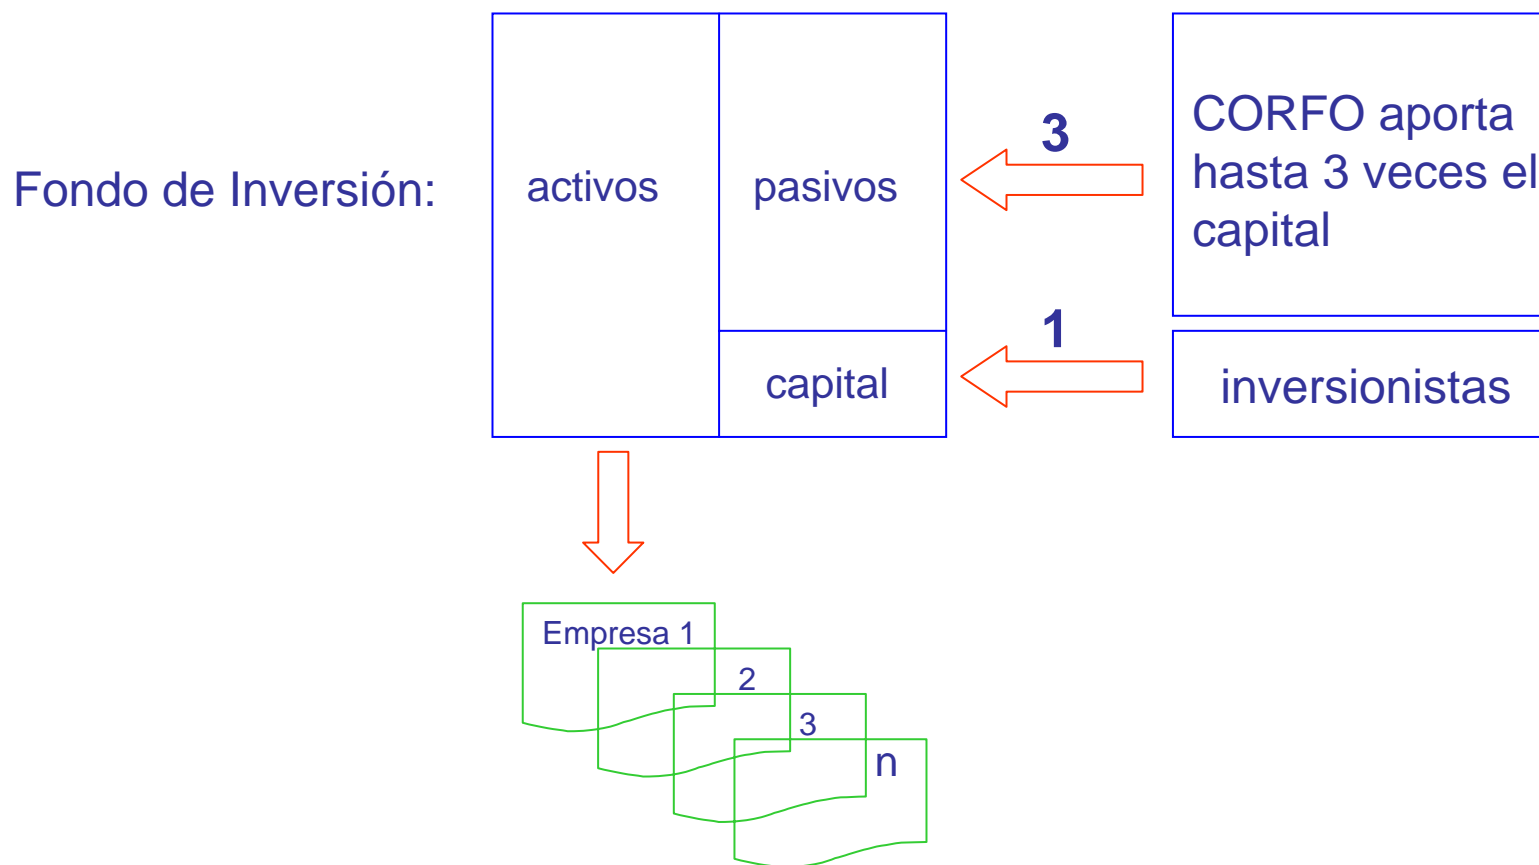 Fondo de Inversión:
activos
pasivos
capital
3
1
CORFO aporta
hasta 3 veces el
capital
inversionistas
Empresa 1
2
3
n